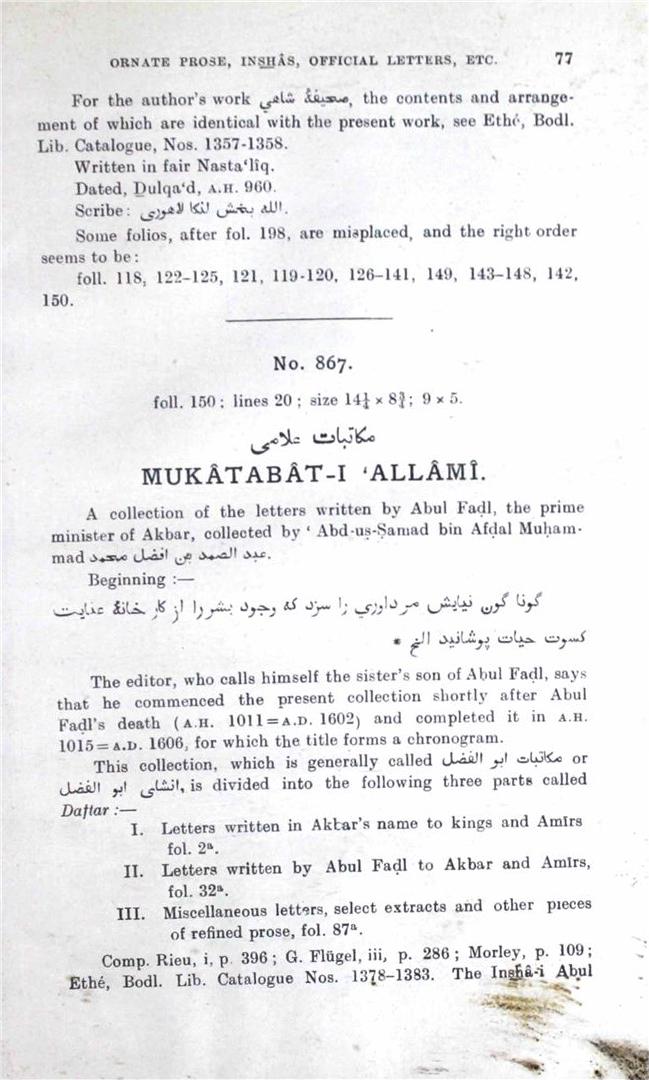 ORNATE PROSE, INSHÂS, OFFICIAL LETTERS, ETC. 77
For the author's work صحیفهٔ شاهي, the contents and arrange-
ment of which are identical with the present work, see Ethé, Bodl.
Lib. Catalogue, Nos. 1357-1358.
Written in fair Nasta‘lîq.
Dated, Ḏulqa‘d, A.H. 960.
Scribe: الله بخش لنكا لاهوری.
Some folios, after fol. 198, are misplaced, and the right order
seems to be:
foll. 118, 122-125, 121, 119-120, 126-141, 149, 143-148, 142,
150.
No. 867.
foll. 150; lines 20; size 14¼ × 8¾; 9 × 5.
مکاتبات علامی
MUKÂTABÂT-I ‘ALLÂMÎ.
A collection of the letters written by Abul Faḍl, the prime
minister of Akbar, collected by ‘Abd-uṣ-Ṣamad bin Afḍal Muḥam-
mad عبد الصمد بن افضل محمد.
Beginning :—
گونا گون نیایش مر داوري را سزد که وجود بشر را از کار خانهٔ عنایت
کسوت حیات پوشانید الخ *
The editor, who calls himself the sister's son of Abul Faḍl, says
that he commenced the present collection shortly after Abul
Faḍl's death (A.H. 1011=A.D. 1602) and completed it in A.H.
1015=A.D. 1606, for which the title forms a chronogram.
This collection, which is generally called مکاتبات ابو الفضل or
انشای ابو الفضل, is divided into the following three parts called
Daftar :—
I. Letters written in Akbar's name to kings and Amîrs
fol. 2ᵃ.
II. Letters written by Abul Faḍl to Akbar and Amîrs,
fol. 32ᵃ.
III. Miscellaneous letters, select extracts and other pieces
of refined prose, fol. 87ᵃ.
Comp. Rieu, i, p. 396; G. Flügel, iii, p. 286; Morley, p. 109;
Ethé, Bodl. Lib. Catalogue Nos. 1378-1383. The Inshâ-i Abul